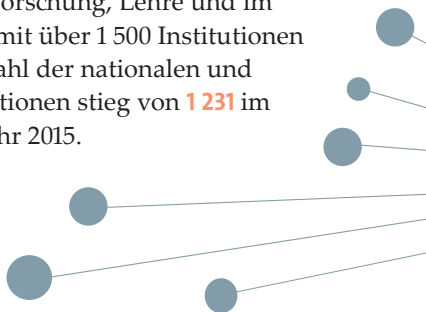 orschung, Lehre und im
mit über 1 500 Institutionen
ahl der nationalen und
tionen stieg von 1 231 im
hr 2015.